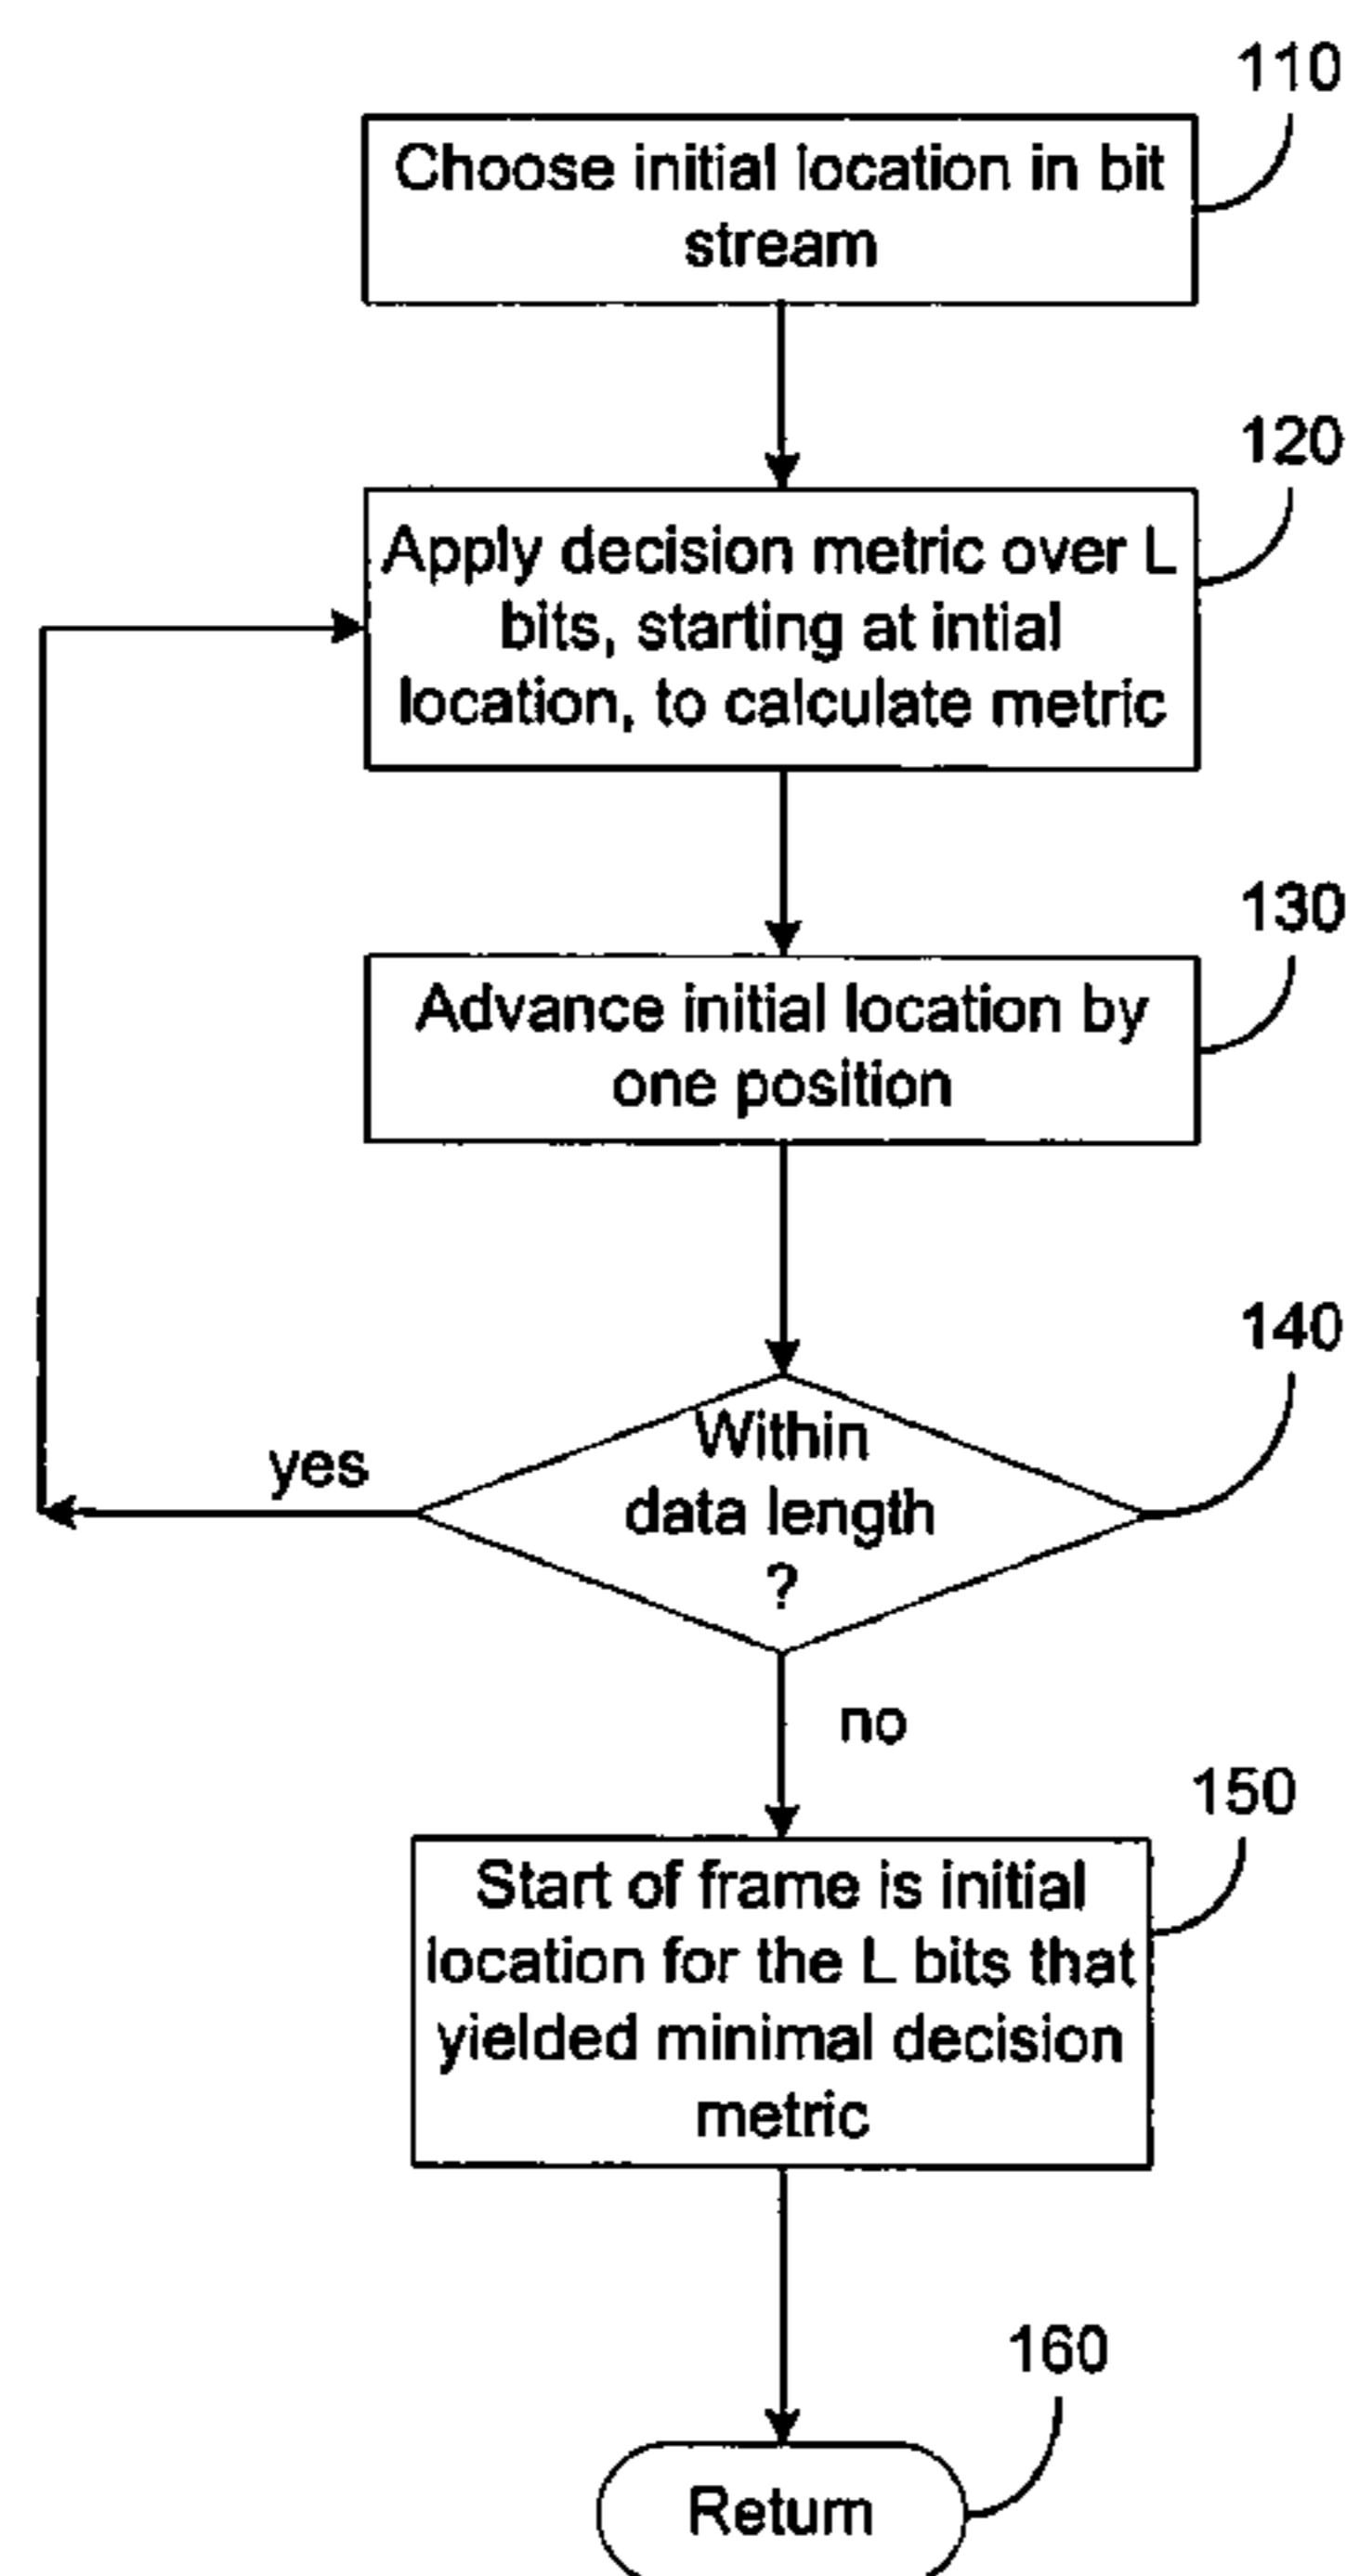 110
Choose initial location in bit
stream
120
Apply decision metric over L
bits, starting at intial
location, to calculate metric
130
Advance initial location by
one position
140
Within
data length
?
yes
no
150
Start of frame is initial
location for the L bits that
yielded minimal decision
metric
160
Return